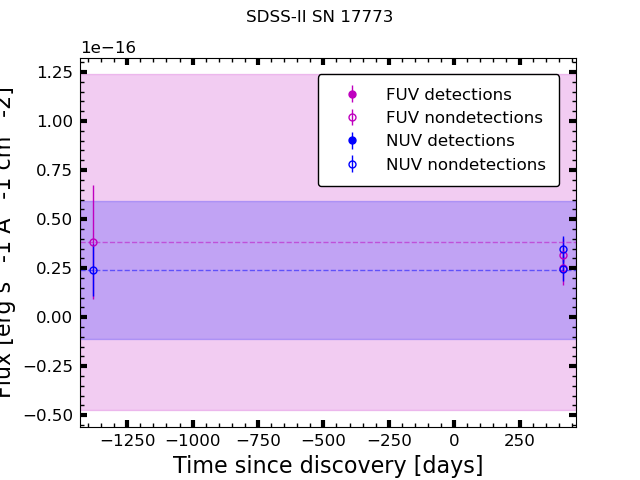 SDSS-II SN 17773
1e−16
1.25
1.00
0.75
0.50
0.25
0.00
−0.25
−0.50
Flux [erg s -1 A -1 cm -2]
FUV detections
FUV nondetections
NUV detections
NUV nondetections
−1250 −1000 −750 −500 −250 0 250
Time since discovery [days]